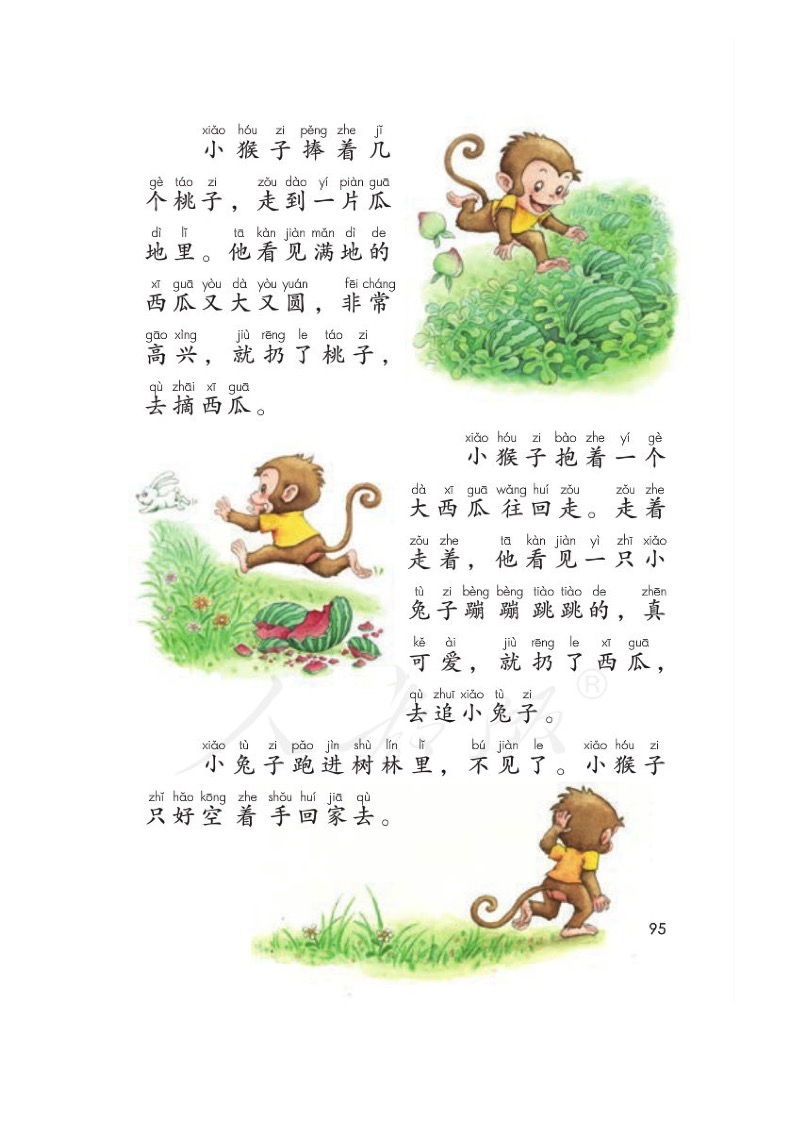 xiǎo hóu zi pěng zhe jǐ
小猴子捧着几
gè táo zi zǒu dào yí piàn guā
个桃子，走到一片瓜
dì lǐ tā kàn jiàn mǎn dì de
地里。他看见满地的
xī guā yòu dà yòu yuán fēi cháng
西瓜又大又圆，非常
gāo xìng jiù rēng le táo zi
高兴，就扔了桃子，
qù zhāi xī guā
去摘西瓜。
xiǎo hóu zi bào zhe yí gè
小猴子抱着一个
dà xī guā wǎng huí zǒu zǒu zhe
大西瓜往回走。走着
zǒu zhe tā kàn jiàn yì zhī xiǎo
走着，他看见一只小
tù zi bèng bèng tiào tiào de zhēn
兔子蹦蹦跳跳的，真
kě ài jiù rēng le xī guā
可爱，就扔了西瓜，
qù zhuī xiǎo tù zi
去追小兔子。
xiǎo tù zi pǎo jìn shù lín lǐ bú jiàn le xiǎo hóu zi
小兔子跑进树林里，不见了。小猴子
zhǐ hǎo kōng zhe shǒu huí jiā qù
只好空着手回家去。
人教版®
95